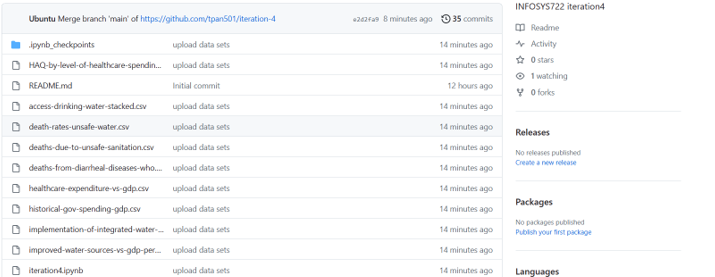 Ubuntu Merge branch 'main' of https://github.com/tpan501/iteration-4 a2d2fa9 8 minutes ago 35 commits
.ipynb_checkpoints upload data sets 14 minutes ago
HAQ-by-level-of-healthcare-spendin... upload data sets 14 minutes ago
README.md Initial commit 12 hours ago
access-drinking-water-stacked.csv upload data sets 14 minutes ago
death-rates-unsafe-water.csv upload data sets 14 minutes ago
deaths-due-to-unsafe-sanitation.csv upload data sets 14 minutes ago
deaths-from-diarrheal-diseases-who.... upload data sets 14 minutes ago
healthcare-expenditure-vs-gdp.csv upload data sets 14 minutes ago
historical-gov-spending-gdp.csv upload data sets 14 minutes ago
implementation-of-integrated-water-... upload data sets 14 minutes ago
improved-water-sources-vs-gdp-per... upload data sets 14 minutes ago
iteration4.ipynb upload data sets 14 minutes ago
INFOSYS722 iteration4
Readme
Activity
0 stars
1 watching
0 forks
Releases
No releases published
Create a new release
Packages
No packages published
Publish your first package
Languages